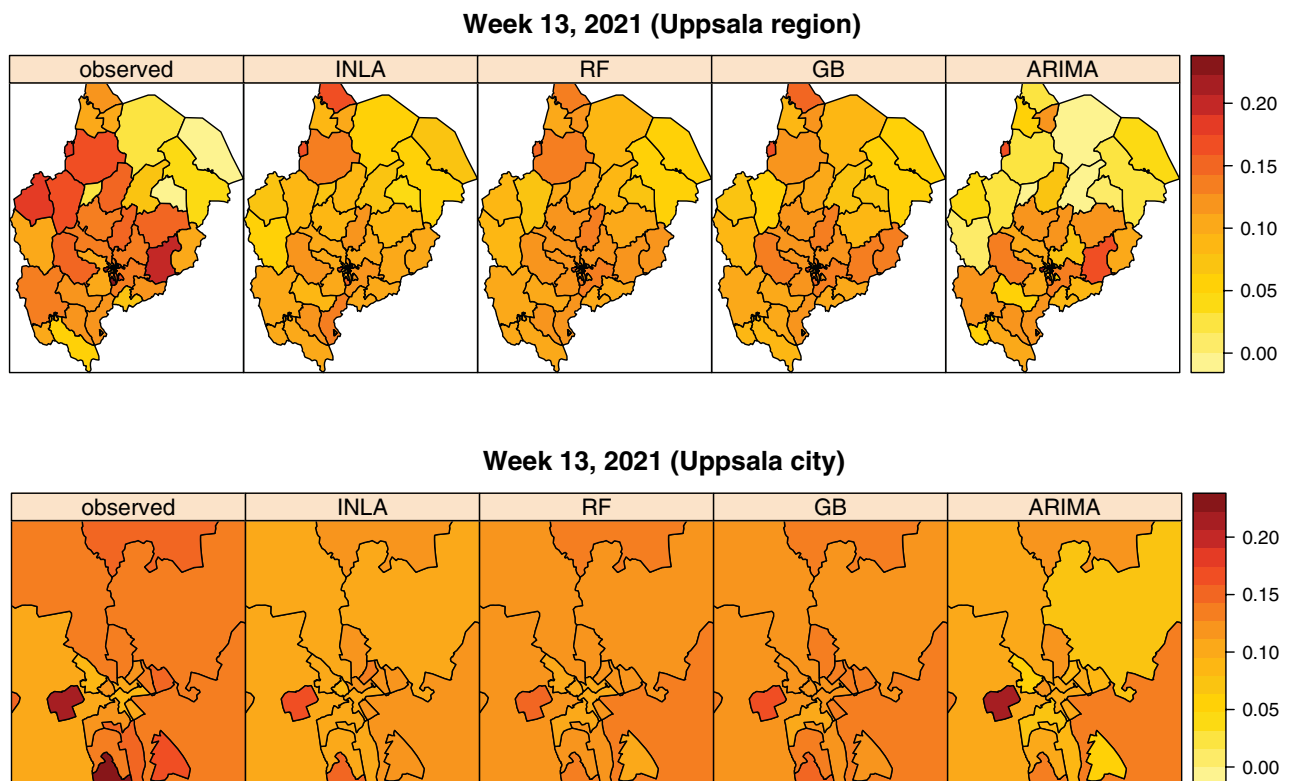 Week 13, 2021 (Uppsala region)
observed INLA RF GB ARIMA
0.20
0.15
0.10
0.05
0.00
Week 13, 2021 (Uppsala city)
observed INLA RF GB ARIMA
0.20
0.15
0.10
0.05
0.00